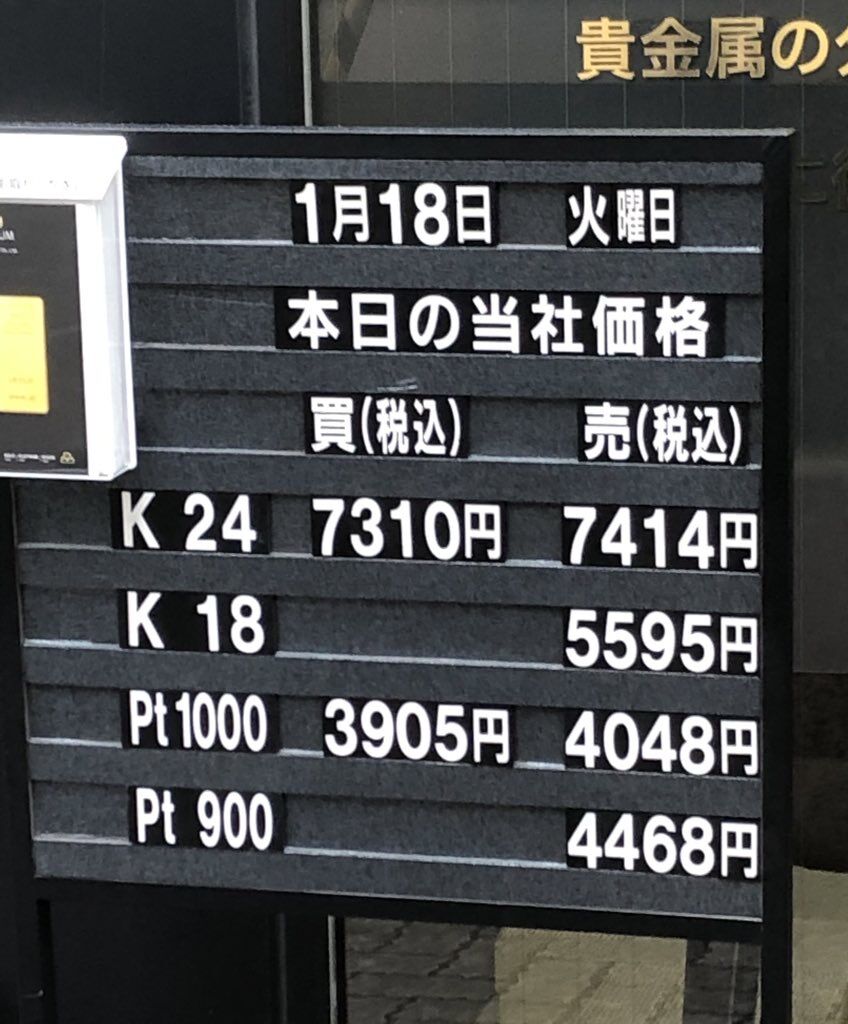 貴金属の
1月18日 火曜日
本日の当社価格
買(税込) 売(税込)
K 24 7310円 7414円
K 18 5595円
Pt1000 3905円 4048円
Pt 900 4468円